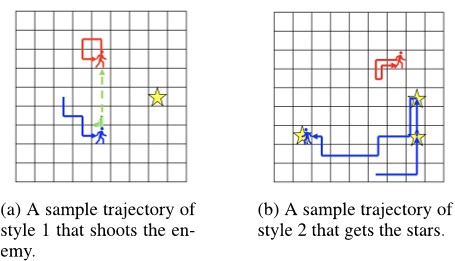 (a) A sample trajectory of
style 1 that shoots the en-
emy.
(b) A sample trajectory of
style 2 that gets the stars.